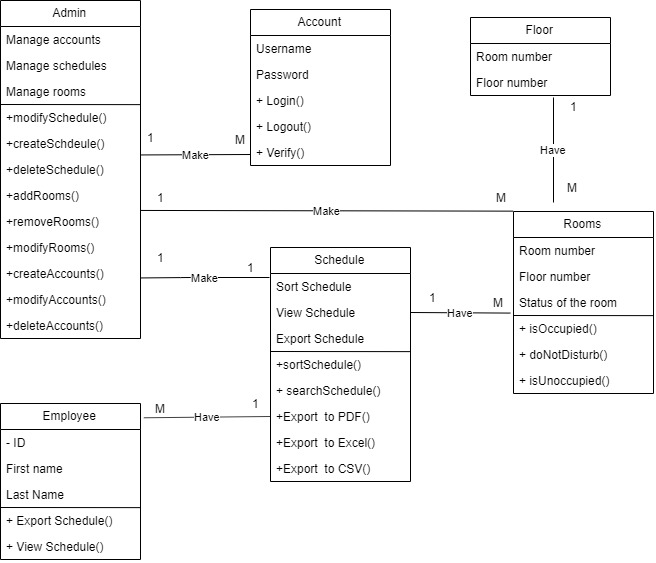 Admin
Manage accounts
Manage schedules
Manage rooms
+modifySchedule()
+createSchdeule()
+deleteSchedule()
+addRooms()
+removeRooms()
+modifyRooms()
+createAccounts()
+modifyAccounts()
+deleteAccounts()
Account
Username
Password
+ Login()
+ Logout()
+ Verify()
Floor
Room number
Floor number
1
Make
M
1
Have
M
1
Make
M
Rooms
Room number
Floor number
Status of the room
+ isOccupied()
+ doNotDisturb()
+ isUnoccupied()
1
Make
1
Schedule
Sort Schedule
View Schedule
Export Schedule
+sortSchedule()
+ searchSchedule()
+Export  to PDF()
+Export  to Excel()
+Export  to CSV()
1
Have
M
Employee
- ID
First name
Last Name
+ Export Schedule()
+ View Schedule()
M
Have
1